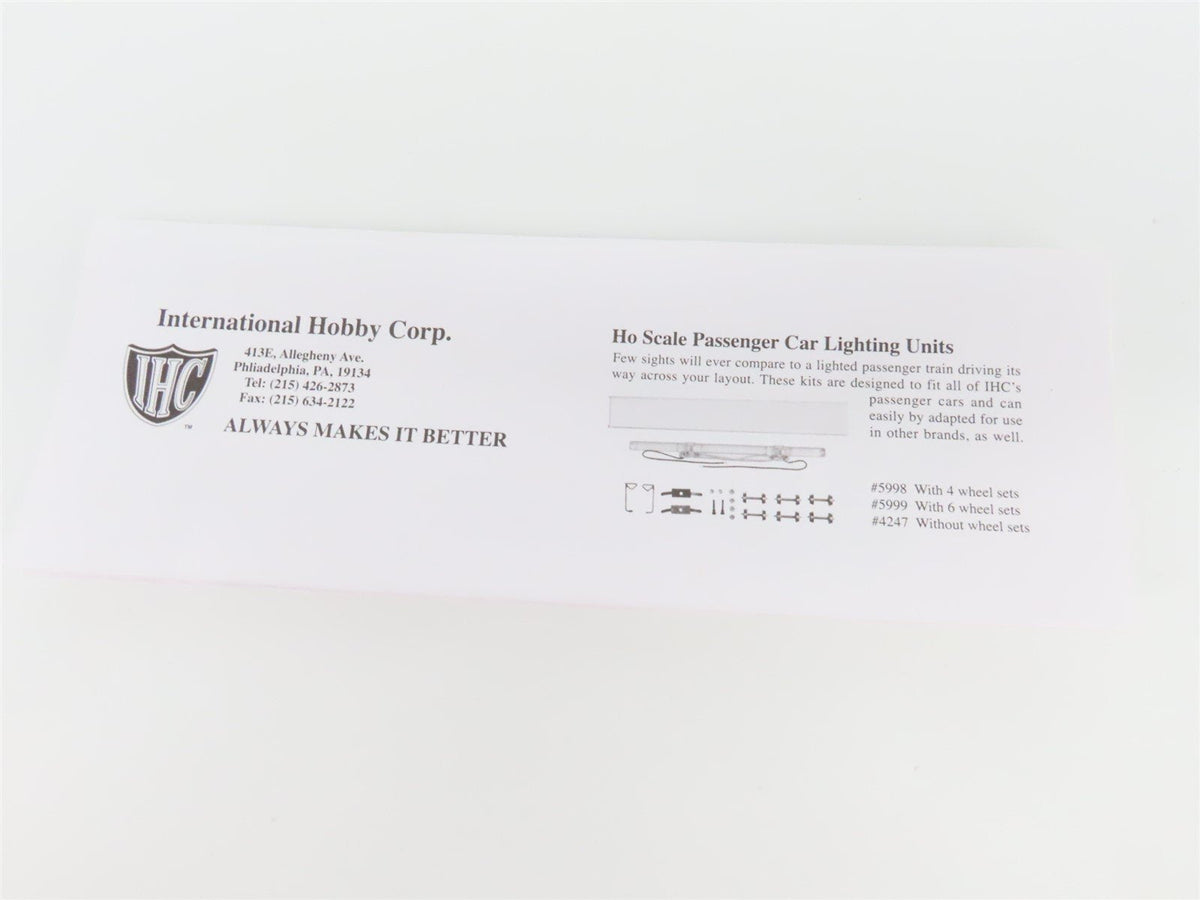 International Hobby Corp.
IHC
413E, Allegheny Ave.
Phliadelphia, PA, 19134
Tel: (215) 426-2873
Fax: (215) 634-2122
TM
ALWAYS MAKES IT BETTER
Ho Scale Passenger Car Lighting Units
Few sights will ever compare to a lighted passenger train driving its
way across your layout. These kits are designed to fit all of IHC's
passenger cars and can
easily by adapted for use
in other brands, as well.
#5998 With 4 wheel sets
#5999 With 6 wheel sets
#4247 Without wheel sets